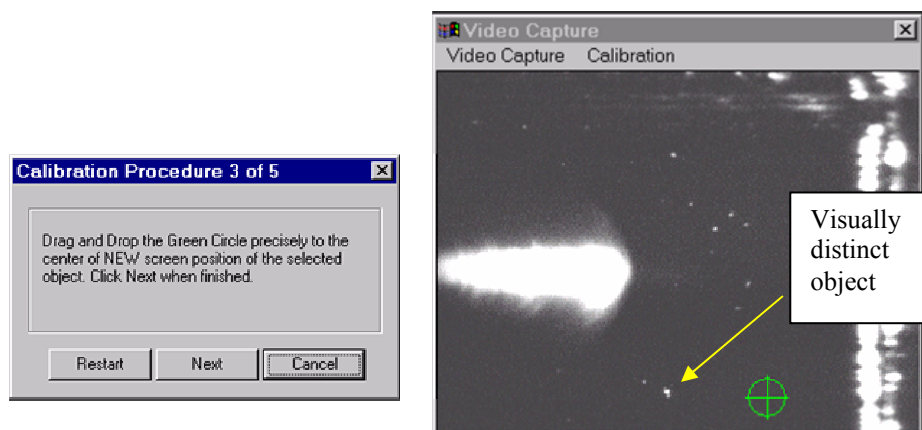 Calibration Procedure 3 of 5
Drag and Drop the Green Circle precisely to the
center of NEW screen position of the selected
object. Click Next when finished.
Restart Next Cancel
Video Capture
Video Capture Calibration
Visually
distinct
object